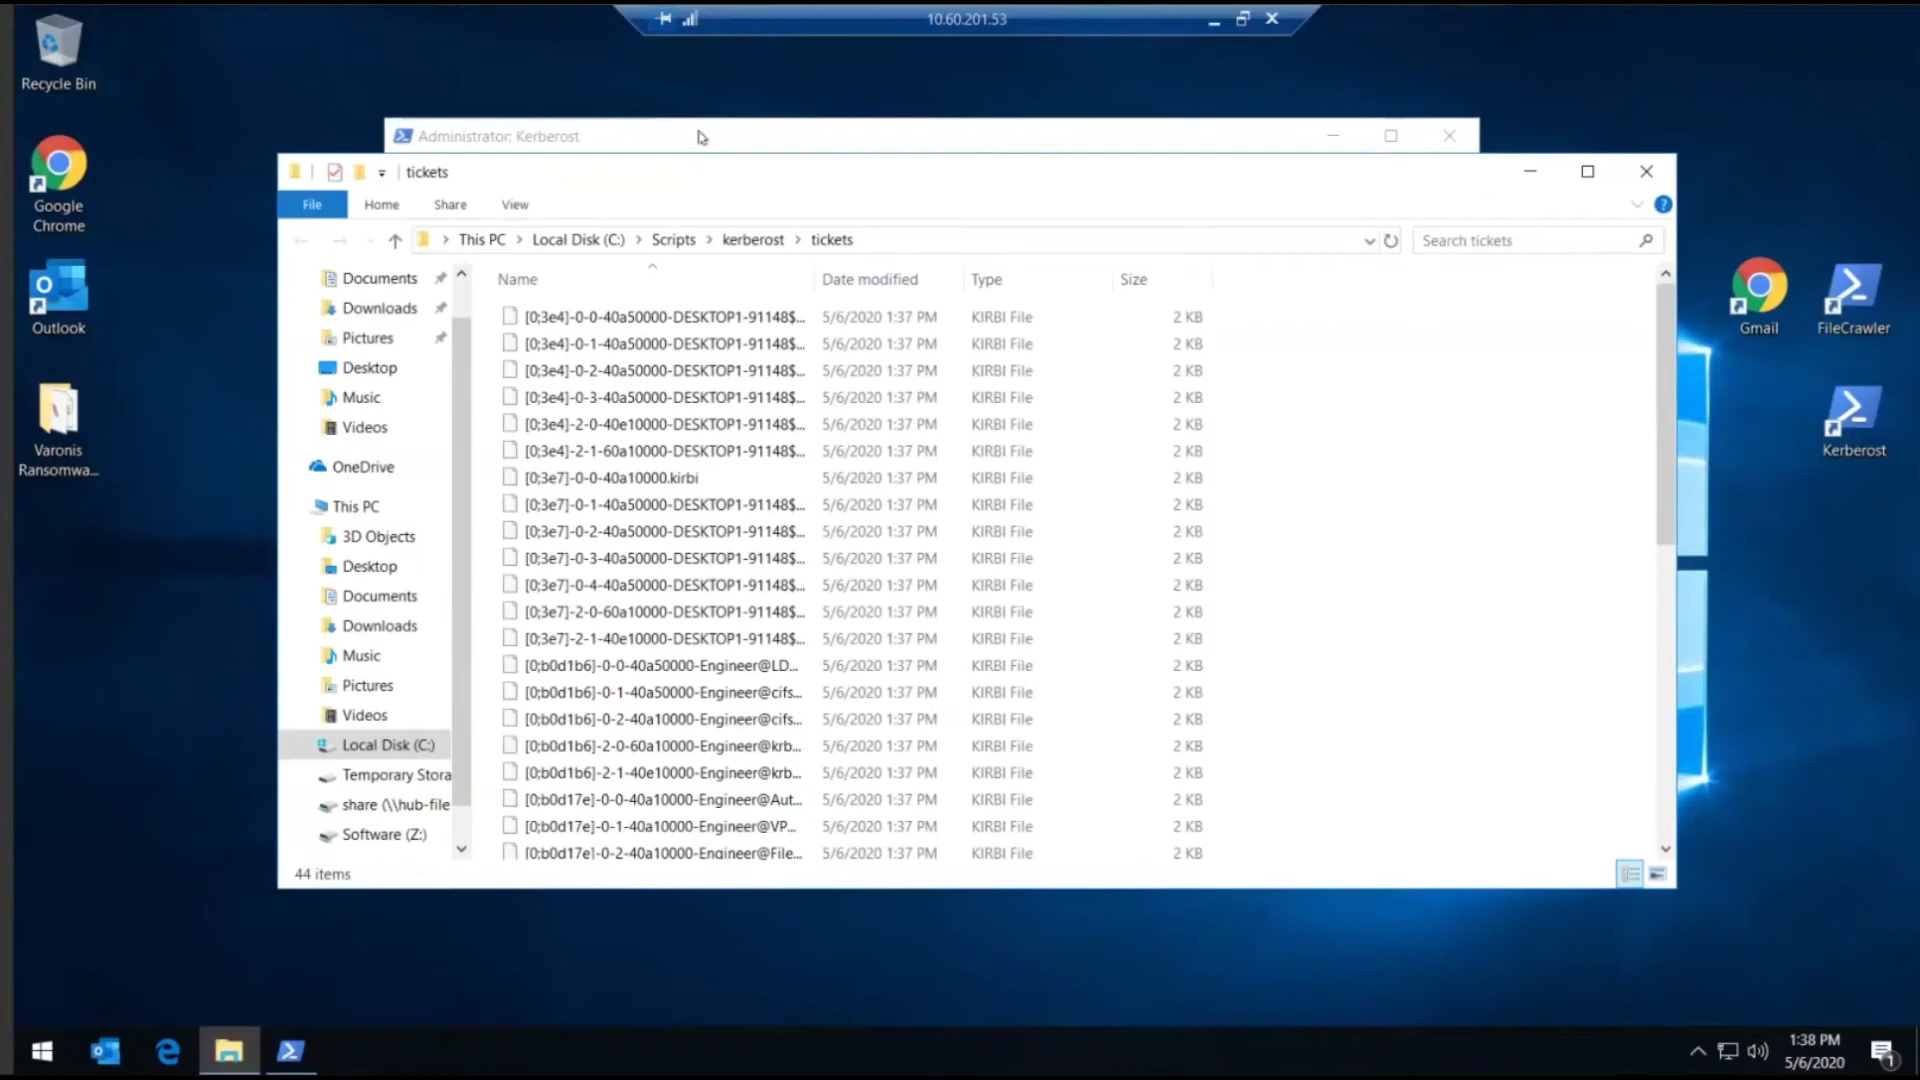 10.60.201.53
Recycle Bin
Google
Chrome
Outlook
Varonis
Ransomwa...
Gmail
FileCrawler
Kerberost
Administrator: Kerberost
tickets
File Home Share View
This PC > Local Disk (C:) > Scripts > kerberost > tickets
Search tickets
Documents
Downloads
Pictures
Desktop
Music
Videos
OneDrive
This PC
3D Objects
Desktop
Documents
Downloads
Music
Pictures
Videos
Local Disk (C:)
Temporary Stora
share (\\hub-file
Software (Z:)
Name Date modified Type Size
[0;3e4]-0-0-40a50000-DESKTOP1-91148$... 5/6/2020 1:37 PM KIRBI File 2 KB
[0;3e4]-0-1-40a50000-DESKTOP1-91148$... 5/6/2020 1:37 PM KIRBI File 2 KB
[0;3e4]-0-2-40a50000-DESKTOP1-91148$... 5/6/2020 1:37 PM KIRBI File 2 KB
[0;3e4]-0-3-40a50000-DESKTOP1-91148$... 5/6/2020 1:37 PM KIRBI File 2 KB
[0;3e4]-2-0-40e10000-DESKTOP1-91148$... 5/6/2020 1:37 PM KIRBI File 2 KB
[0;3e4]-2-1-60a10000-DESKTOP1-91148$... 5/6/2020 1:37 PM KIRBI File 2 KB
[0;3e7]-0-0-40a10000.kirbi 5/6/2020 1:37 PM KIRBI File 2 KB
[0;3e7]-0-1-40a50000-DESKTOP1-91148$... 5/6/2020 1:37 PM KIRBI File 2 KB
[0;3e7]-0-2-40a50000-DESKTOP1-91148$... 5/6/2020 1:37 PM KIRBI File 2 KB
[0;3e7]-0-3-40a50000-DESKTOP1-91148$... 5/6/2020 1:37 PM KIRBI File 2 KB
[0;3e7]-0-4-40a50000-DESKTOP1-91148$... 5/6/2020 1:37 PM KIRBI File 2 KB
[0;3e7]-2-0-60a10000-DESKTOP1-91148$... 5/6/2020 1:37 PM KIRBI File 2 KB
[0;3e7]-2-1-40e10000-DESKTOP1-91148$... 5/6/2020 1:37 PM KIRBI File 2 KB
[0;b0d1b6]-0-0-40a50000-Engineer@LD... 5/6/2020 1:37 PM KIRBI File 2 KB
[0;b0d1b6]-0-1-40a50000-Engineer@cifs... 5/6/2020 1:37 PM KIRBI File 2 KB
[0;b0d1b6]-0-2-40a10000-Engineer@cifs... 5/6/2020 1:37 PM KIRBI File 2 KB
[0;b0d1b6]-2-0-60a10000-Engineer@krb... 5/6/2020 1:37 PM KIRBI File 2 KB
[0;b0d1b6]-2-1-40e10000-Engineer@krb... 5/6/2020 1:37 PM KIRBI File 2 KB
[0;b0d17e]-0-0-40a10000-Engineer@Aut... 5/6/2020 1:37 PM KIRBI File 2 KB
[0;b0d17e]-0-1-40a10000-Engineer@VP... 5/6/2020 1:37 PM KIRBI File 2 KB
[0;b0d17e]-0-2-40a10000-Engineer@File... 5/6/2020 1:37 PM KIRBI File 2 KB
44 items
1:38 PM
5/6/2020
1